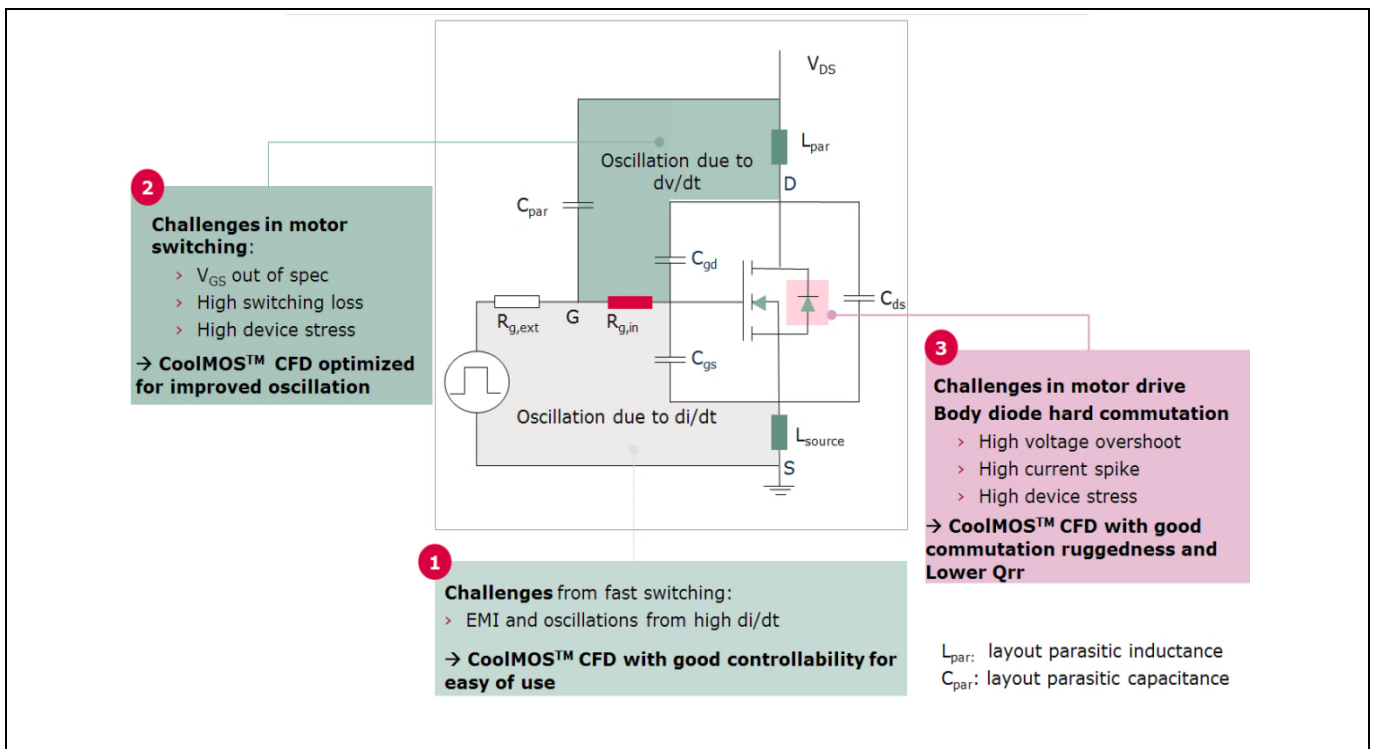 V_DS
L_par
Oscillation due to
dv/dt
D
C_par
C_gd
C_ds
R_g,ext
G
R_g,in
C_gs
Oscillation due to di/dt
L_source
S
2
Challenges in motor
switching:
› V_GS out of spec
› High switching loss
› High device stress
→ CoolMOS™ CFD optimized
for improved oscillation
3
Challenges in motor drive
Body diode hard commutation
› High voltage overshoot
› High current spike
› High device stress
→ CoolMOS™ CFD with good
commutation ruggedness and
Lower Qrr
1
Challenges from fast switching:
› EMI and oscillations from high di/dt
→ CoolMOS™ CFD with good controllability for
easy of use
L_par: layout parasitic inductance
C_par: layout parasitic capacitance